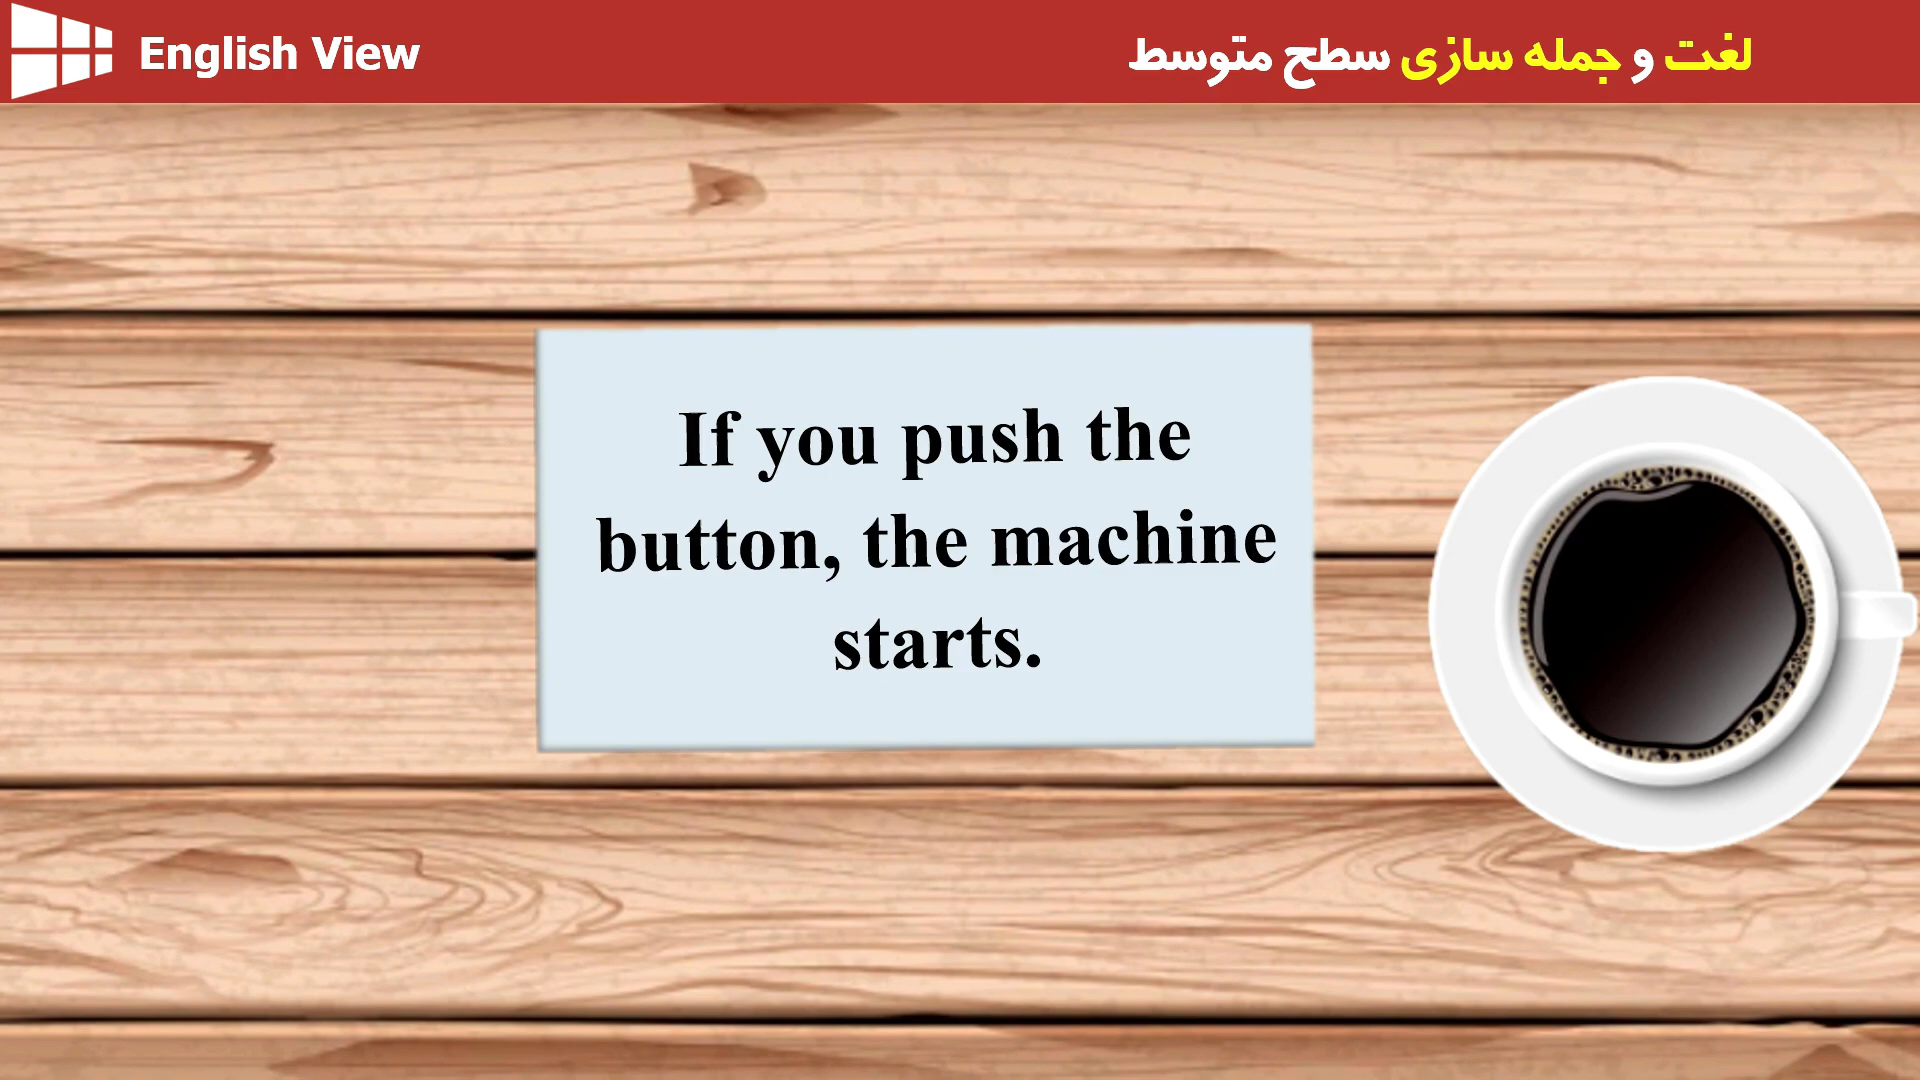 English View
لغت و جمله سازی سطح متوسط
If you push the
button, the machine
starts.